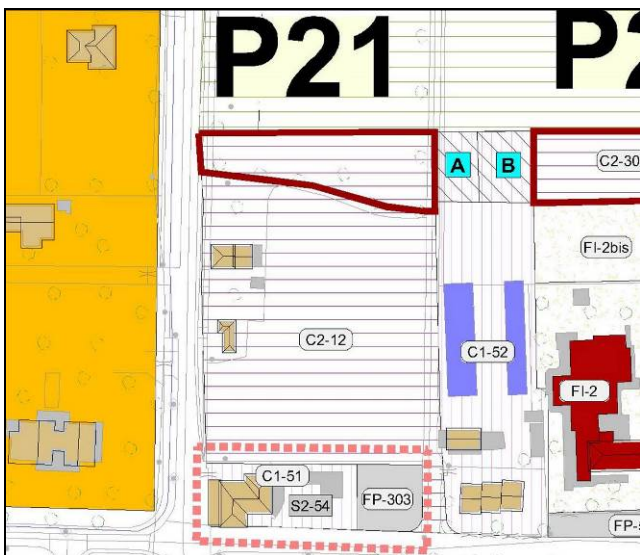 P21
P2
A
B
C2-30
FI-2bis
C2-12
C1-52
FI-2
C1-51
S2-54
FP-303
FP-